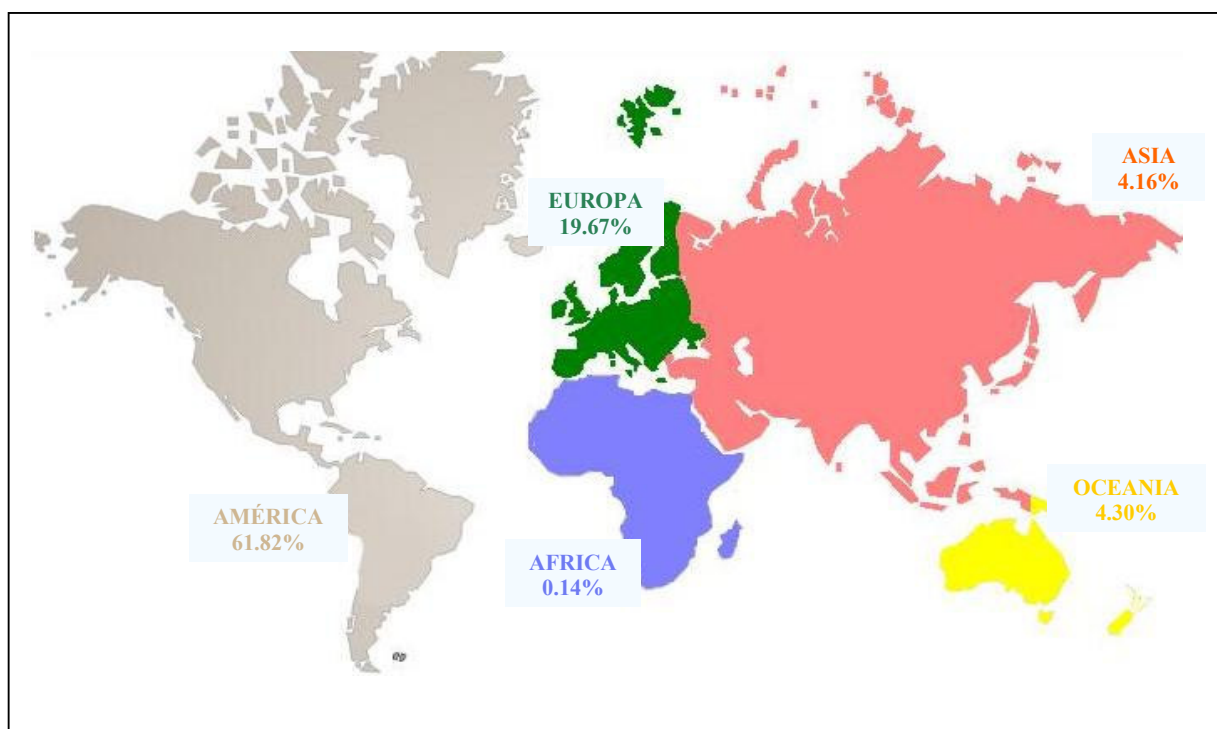 ASIA
4.16%
EUROPA
19.67%
OCEANIA
4.30%
AMÉRICA
61.82%
AFRICA
0.14%